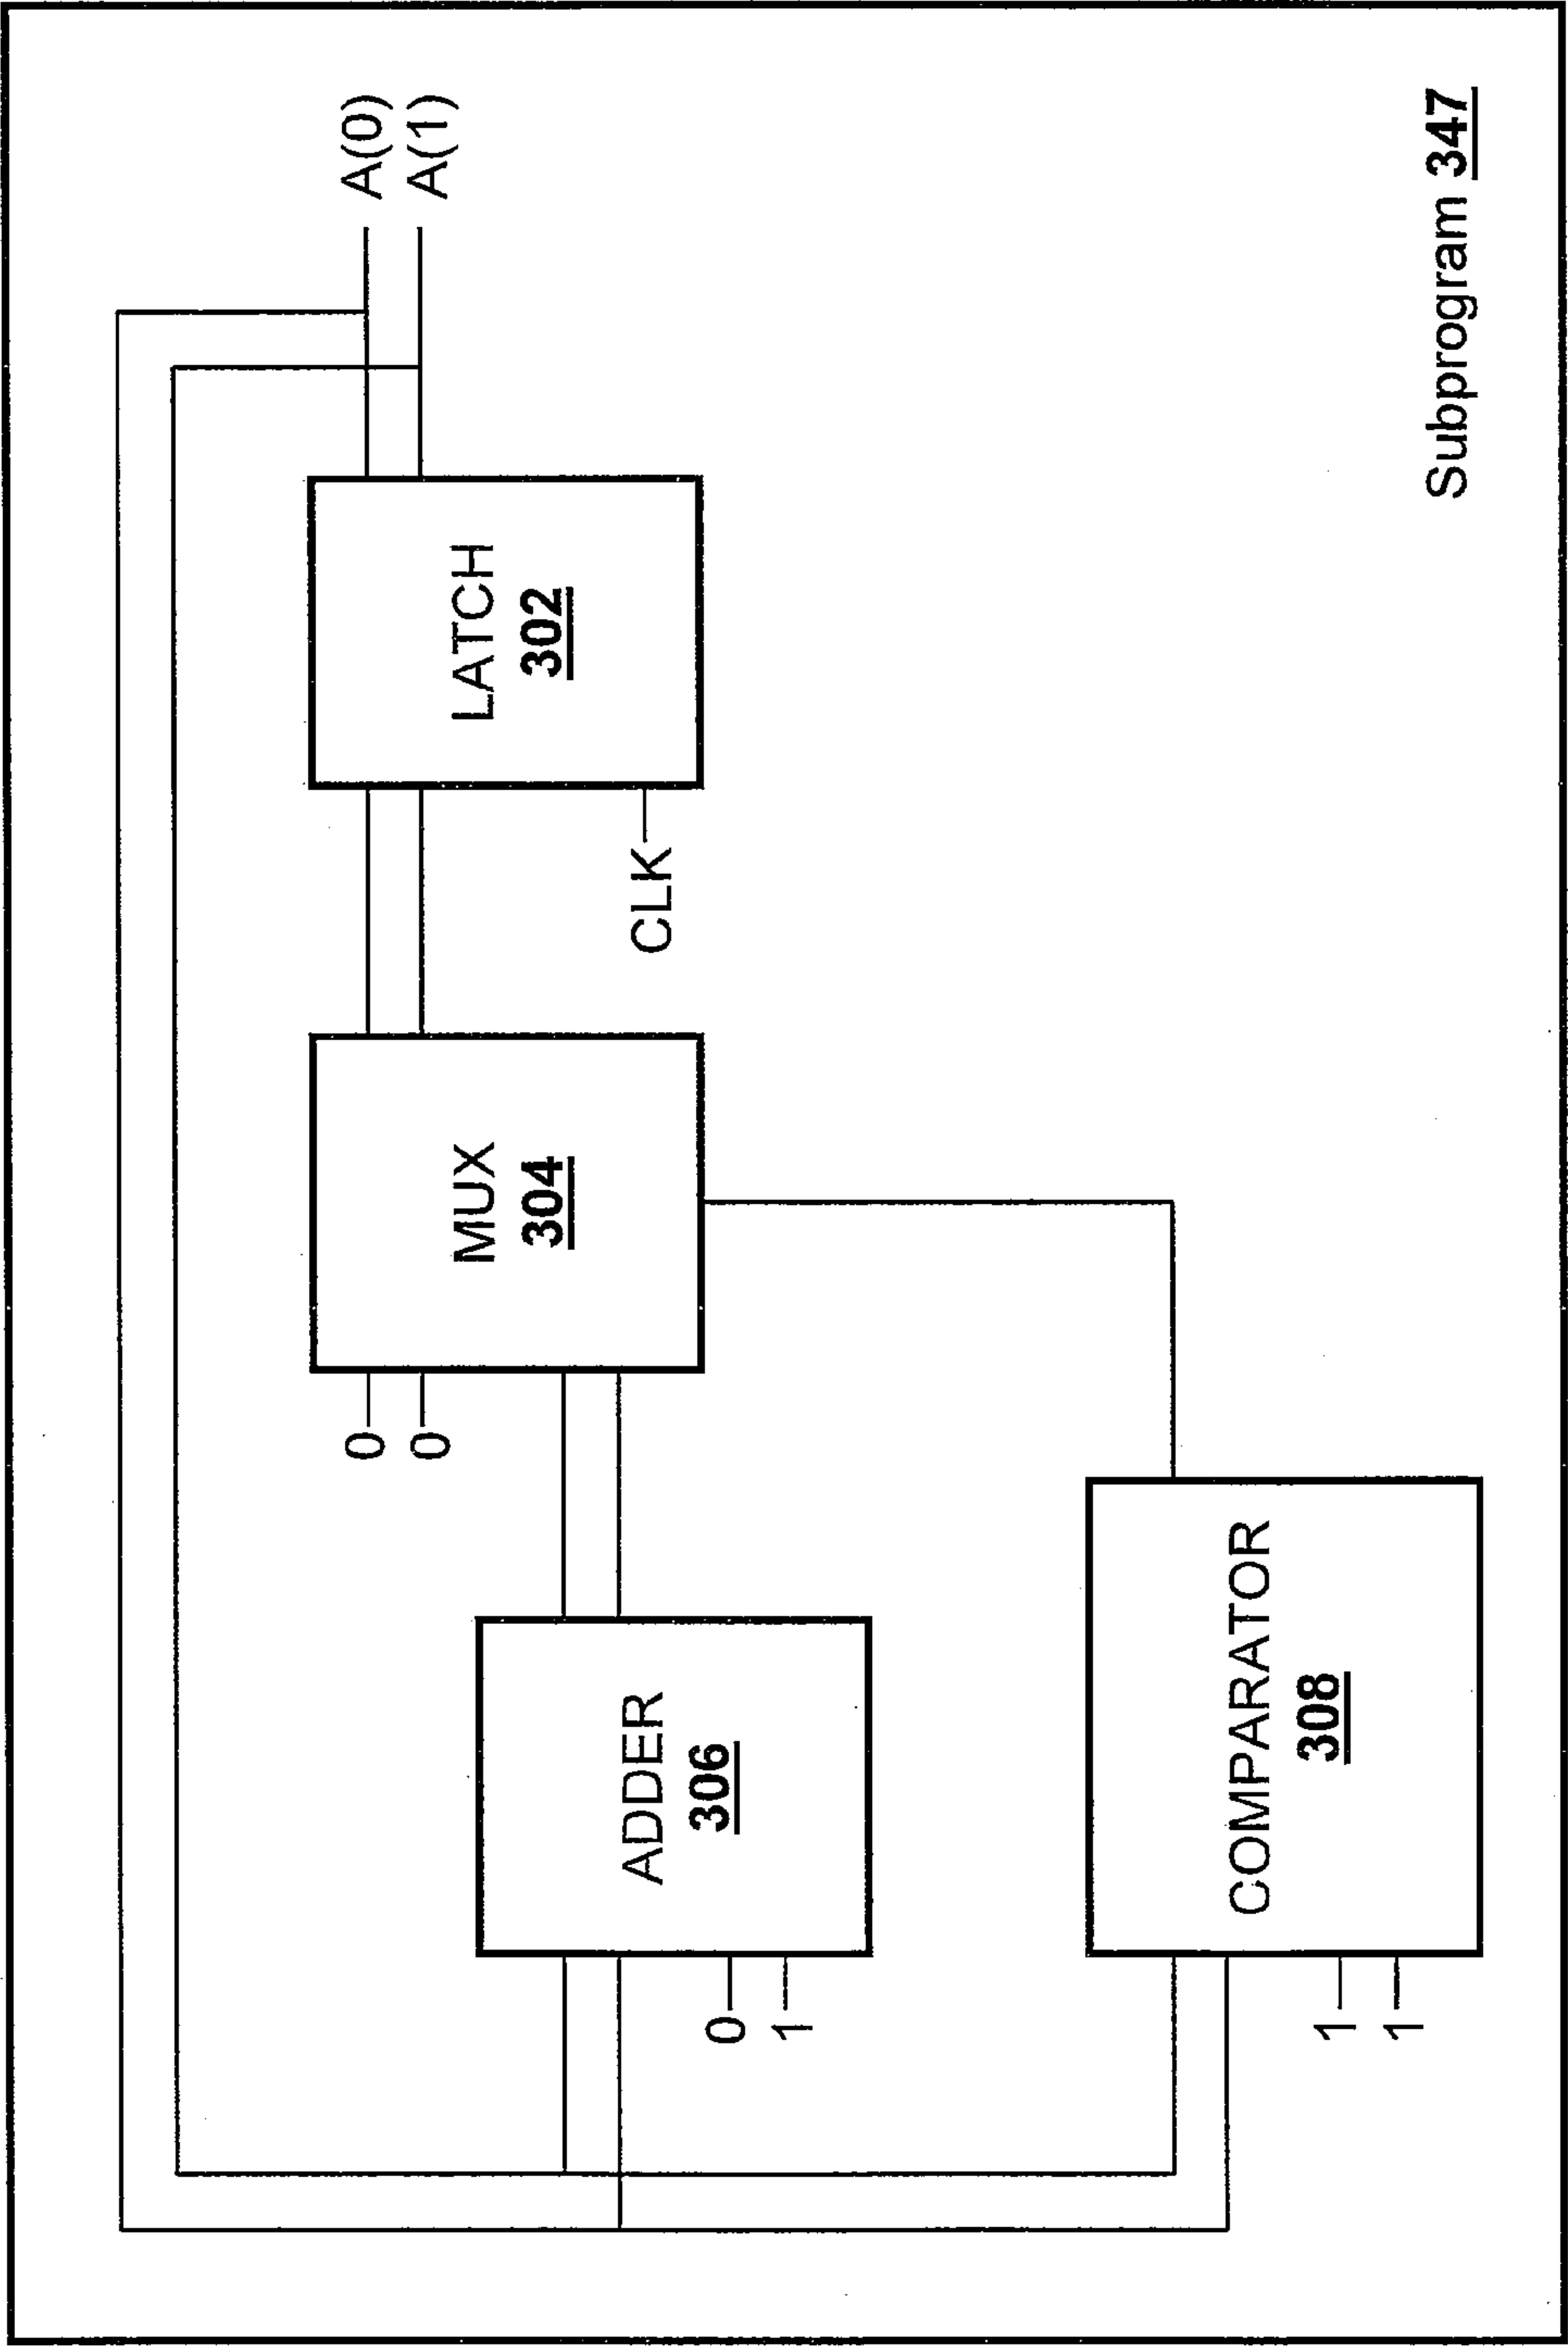 A(0)
A(1)
0
0
MUX
304
LATCH
302
CLK
ADDER
306
0
1
COMPARATOR
308
1
1
Subprogram 347